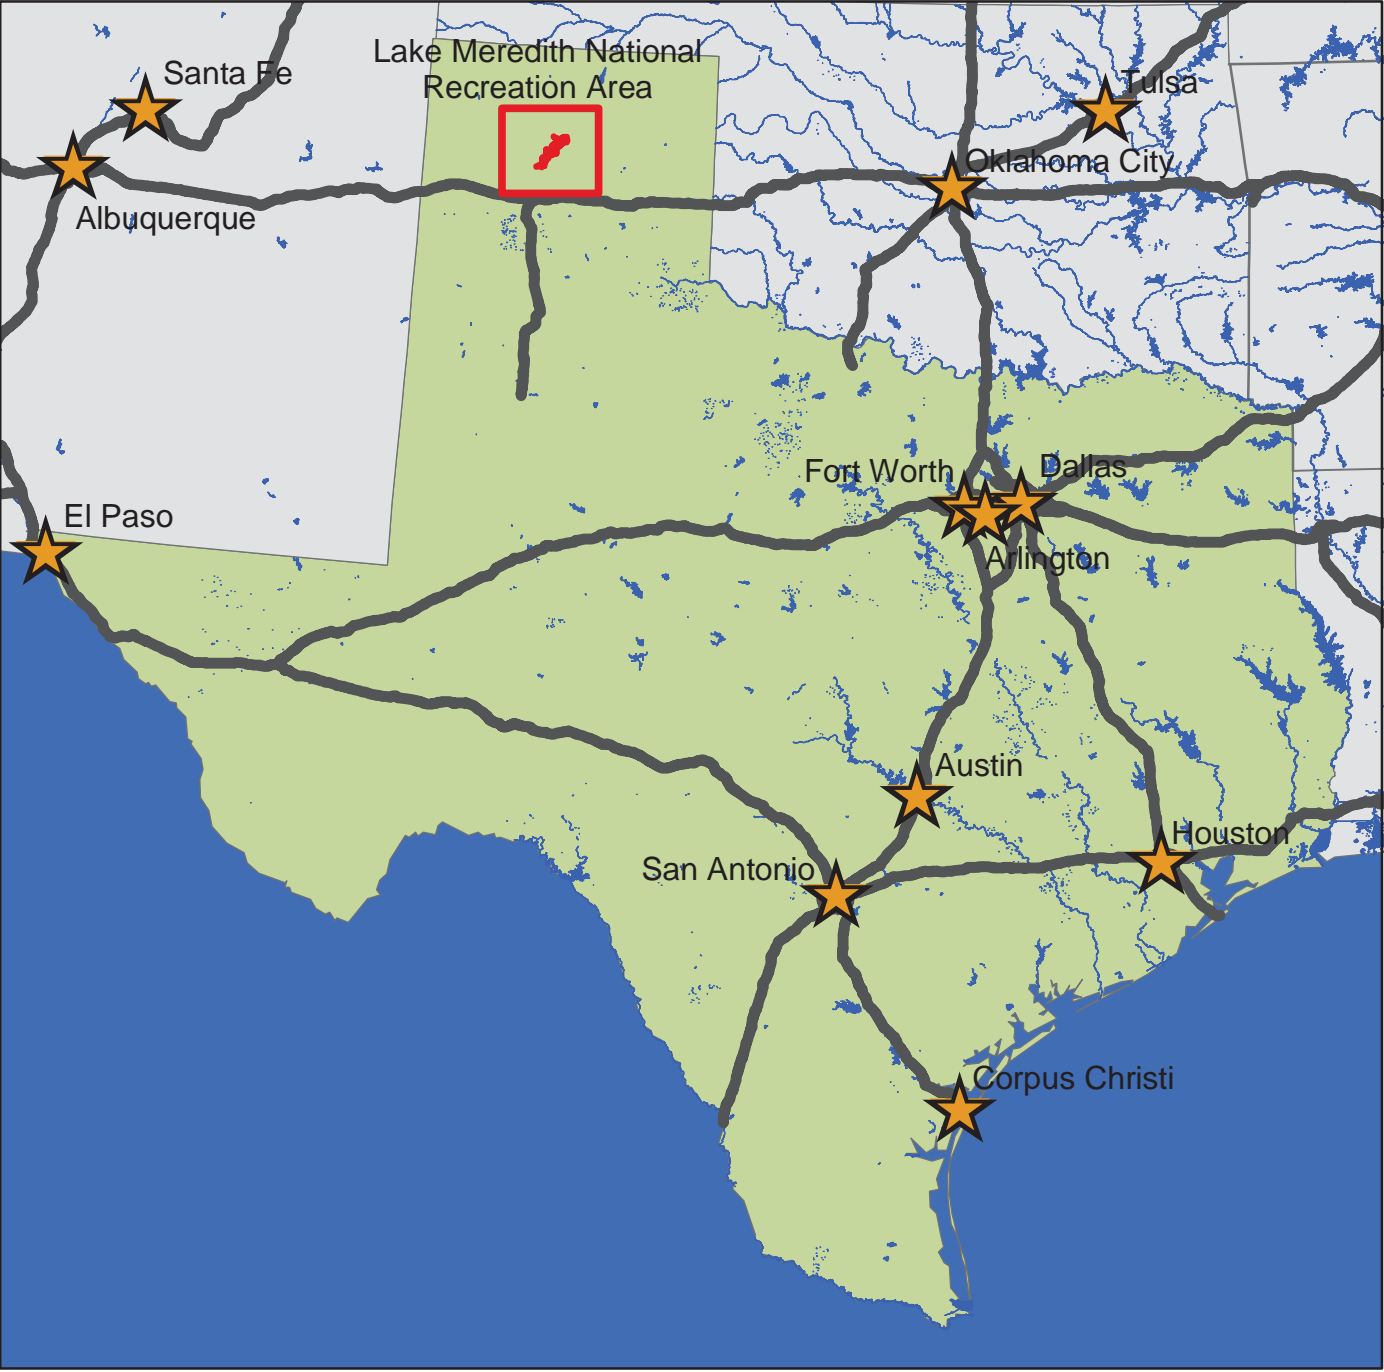 Lake Meredith National
Recreation Area
Santa Fe
Tulsa
Oklahoma City
Albuquerque
Fort Worth
Dallas
El Paso
Arlington
Austin
Houston
San Antonio
Corpus Christi